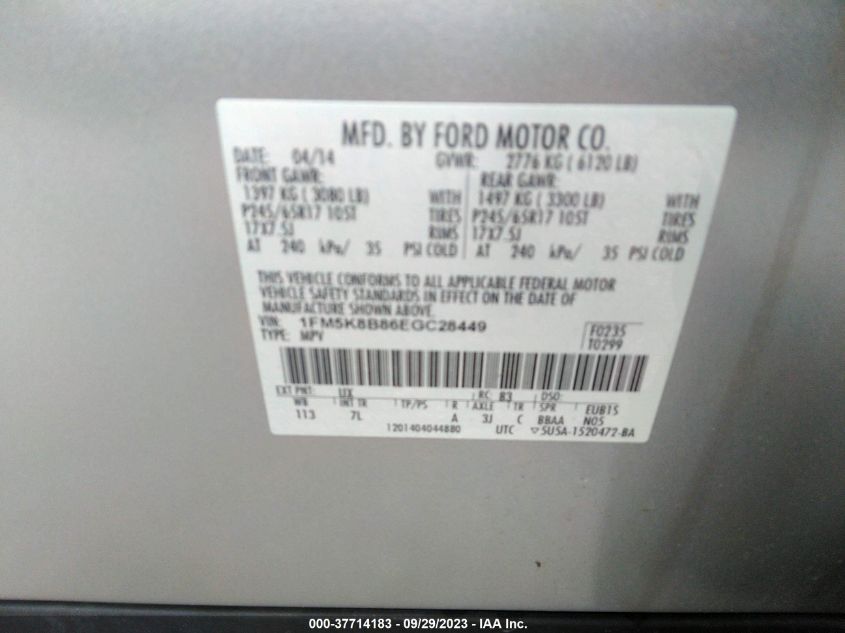 MFD. BY FORD MOTOR CO.
DATE: 04/14 GVWR: 2776 KG ( 6120 LB)
FRONT GAWR: REAR GAWR:
1397 KG ( 3080 LB) WITH 1497 KG ( 3300 LB) WITH
P245/65R17 105T TIRES P245/65R17 105T TIRES
17X7.5J RIMS 17X7.5J RIMS
AT 240 kPa/ 35 PSI COLD AT 240 kPa/ 35 PSI COLD
THIS VEHICLE CONFORMS TO ALL APPLICABLE FEDERAL MOTOR
VEHICLE SAFETY STANDARDS IN EFFECT ON THE DATE OF
MANUFACTURE SHOWN ABOVE.
VIN: 1FM5K8B86EGC28449 F0235
TYPE: MPV T0299
EXT PNT: UX RC: 83 DSO:
WB INT TR TP/PS R AXLE TR SPR EUB15
113 7L A 3J C BBAA N05
1201404044880 UTC ▽5U5A-1520472-BA
000-37714183 - 09/29/2023 - IAA Inc.